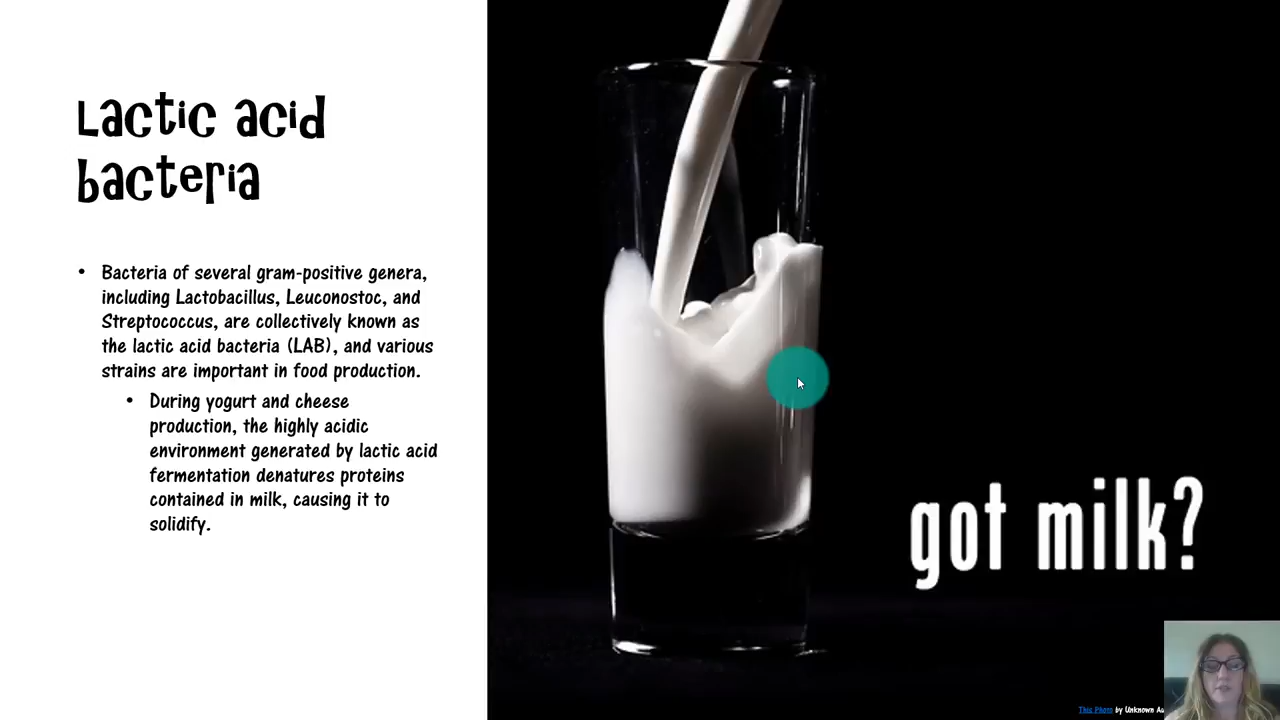 Lactic acid
bacteria
• Bacteria of several gram-positive genera,
including Lactobacillus, Leuconostoc, and
Streptococcus, are collectively known as
the lactic acid bacteria (LAB), and various
strains are important in food production.
• During yogurt and cheese
production, the highly acidic
environment generated by lactic acid
fermentation denatures proteins
contained in milk, causing it to
solidify.
got milk?
This Photo by Unknown